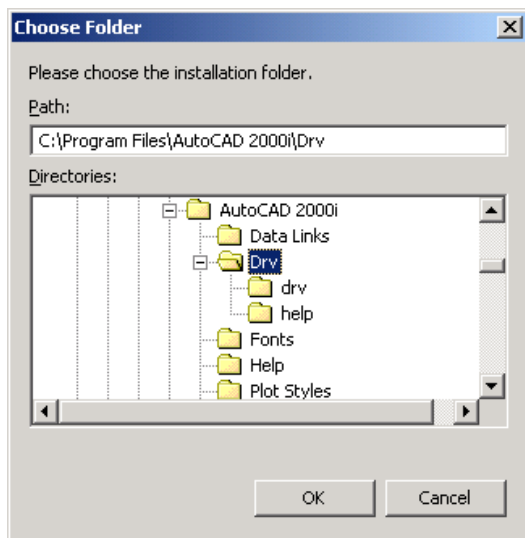 Choose Folder
Please choose the installation folder.
Path:
C:\Program Files\AutoCAD 2000i\Drv
Directories:
AutoCAD 2000i
Data Links
Drv
drv
help
Fonts
Help
Plot Styles
OK
Cancel